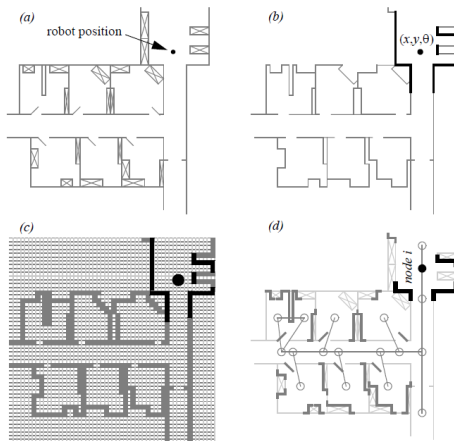 (a)
robot position
(b)
(x,y,θ)
(c)
(d)
node i